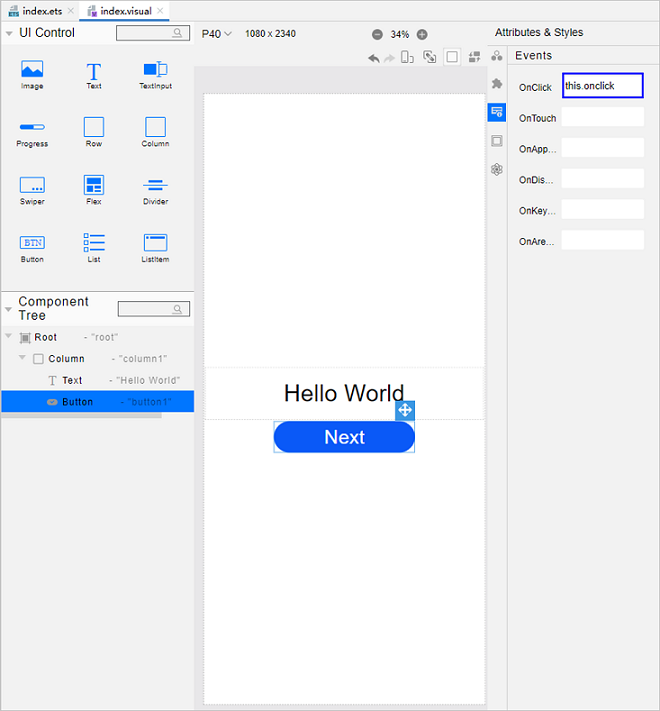 index.ets
index.visual
UI Control
Image
Text
TextInput
Progress
Row
Column
Swiper
Flex
Divider
BTN
Button
List
ListItem
Component
Tree
Root - "root"
Column - "column1"
Text - "Hello World"
Button - "button1"
P40
1080 x 2340
34%
Hello World
Next
Attributes & Styles
Events
OnClick this.onclick
OnTouch
OnApp...
OnDis...
OnKey...
OnAre...